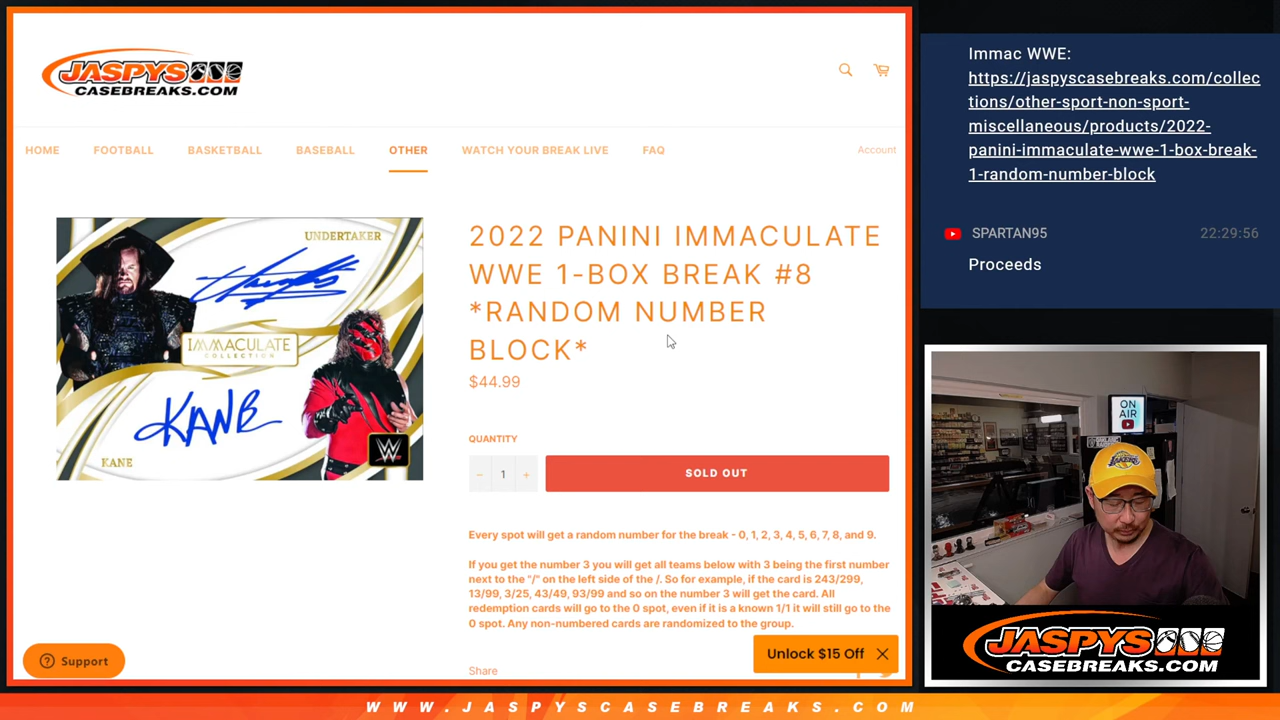 JASPYS
CASEBREAKS.COM
HOME
FOOTBALL
BASKETBALL
BASEBALL
OTHER
WATCH YOUR BREAK LIVE
FAQ
Account
UNDERTAKER
IMMACULATE
COLLECTION
KANE
KANE
W
2022 PANINI IMMACULATE
WWE 1-BOX BREAK #8
*RANDOM NUMBER
BLOCK*
$44.99
QUANTITY
− 1 +
SOLD OUT
Every spot will get a random number for the break - 0, 1, 2, 3, 4, 5, 6, 7, 8, and 9.
If you get the number 3 you will get all teams below with 3 being the first number
next to the "/" on the left side of the /. So for example, if the card is 243/299,
13/99, 3/25, 43/49, 93/99 and so on the number 3 will get the card. All
redemption cards will go to the 0 spot, even if it is a known 1/1 it will still go to the
0 spot. Any non-numbered cards are randomized to the group.
Share
Support
Unlock $15 Off
Immac WWE:
https://jaspyscasebreaks.com/collec
tions/other-sport-non-sport-
miscellaneous/products/2022-
panini-immaculate-wwe-1-box-break-
1-random-number-block
SPARTAN95
22:29:56
Proceeds
ON
AIR
LAKERS
JASPYS
CASEBREAKS.COM
WWW.JASPYSCASEBREAKS.COM